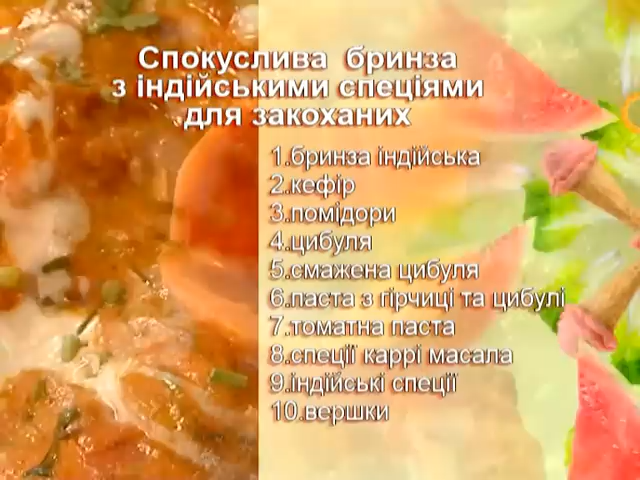 Спокуслива бринза
з індійськими спеціями
для закоханих
1.бринза індійська
2.кефір
3.помідори
4.цибуля
5.смажена цибуля
6.паста з гірчиці та цибулі
7.томатна паста
8.спеції каррі масала
9.індійські спеції
10.вершки